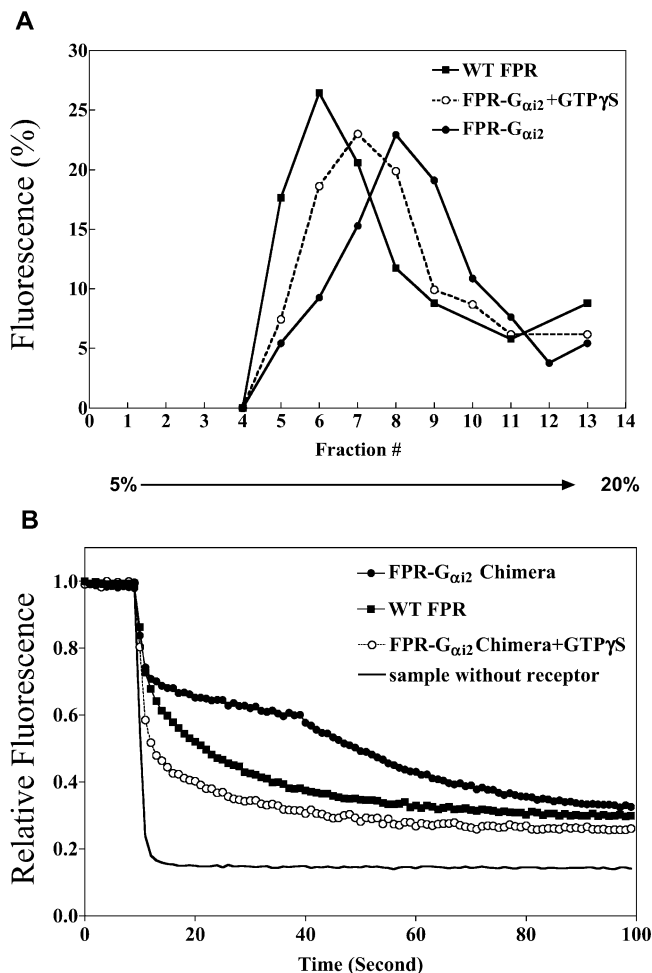 A
30
25
20
15
10
5
0
Fluorescence (%)
WT FPR
FPR-Gαi2+GTPγS
FPR-Gαi2
0 1 2 3 4 5 6 7 8 9 10 11 12 13 14
Fraction #
5% 20%
B
1.0
0.8
0.6
0.4
0.2
0.0
Relative Fluorescence
FPR-Gαi2 Chimera
WT FPR
FPR-Gαi2 Chimera+GTPγS
sample without receptor
0 20 40 60 80 100
Time (Second)